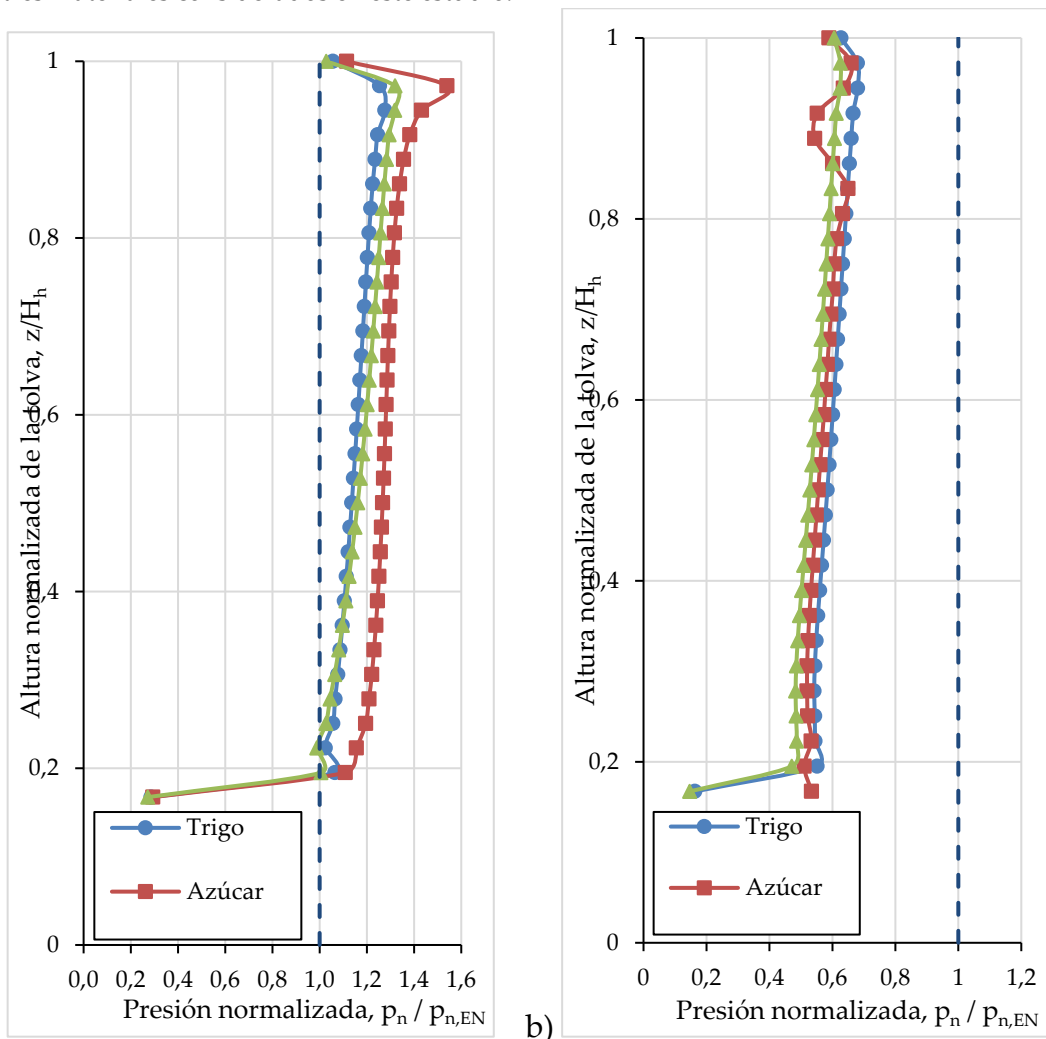 Altura normalizada de la tolva, z/Hₕ
1
0,8
0,6
0,4
0,2
0
0,0 0,2 0,4 0,6 0,8 1,0 1,2 1,4 1,6
Presión normalizada, pₙ / pₙ,EN
Trigo
Azúcar
b)
Altura normalizada de la tolva, z/Hₕ
1
0,8
0,6
0,4
0,2
0
0 0,2 0,4 0,6 0,8 1 1,2
Presión normalizada, pₙ / pₙ,EN
Trigo
Azúcar